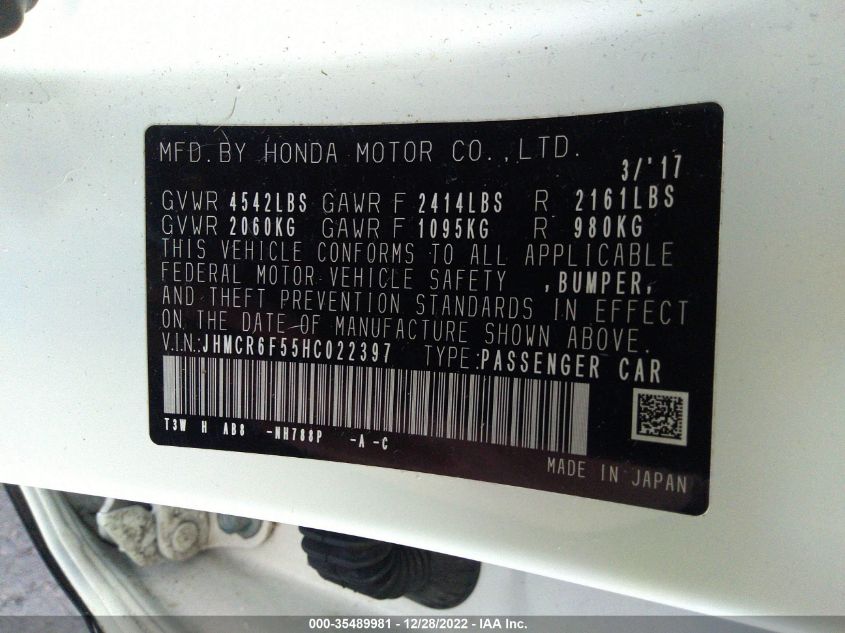 MFD. BY HONDA MOTOR CO.,LTD.
3/'17
GVWR 4542LBS GAWR F 2414LBS R 2161LBS
GVWR 2060KG GAWR F 1095KG R 980KG
THIS VEHICLE CONFORMS TO ALL APPLICABLE
FEDERAL MOTOR VEHICLE SAFETY ,BUMPER,
AND THEFT PREVENTION STANDARDS IN EFFECT
ON THE DATE OF MANUFACTURE SHOWN ABOVE.
V.I.N.:JHMCR6F55HC022397 TYPE:PASSENGER CAR
T3W H AB8 -NH788P -A -C
MADE IN JAPAN
000-35489981 - 12/28/2022 - IAA Inc.